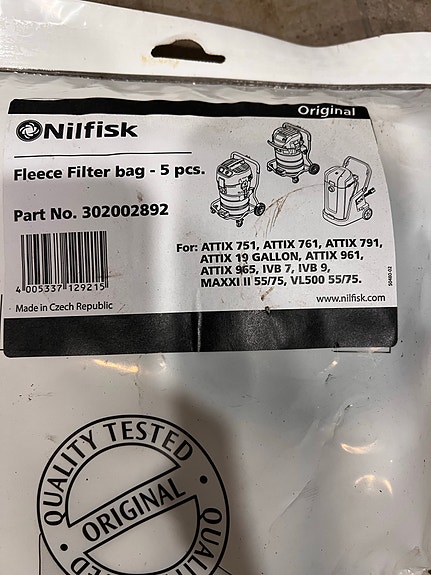 Original
Nilfisk
Fleece Filter bag - 5 pcs.
Part No. 302002892
4 005337 129215
Made in Czech Republic
For: ATTIX 751, ATTIX 761, ATTIX 791,
ATTIX 19 GALLON, ATTIX 961,
ATTIX 965, IVB 7, IVB 9,
MAXXI II 55/75, VL500 55/75.
www.nilfisk.com
50480-02
QUALITY TESTED
ORIGINAL